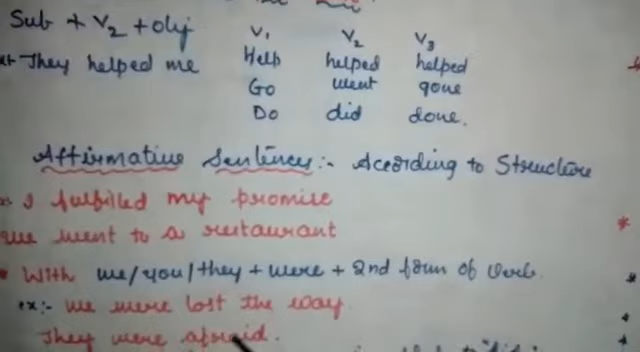 Sub + V2 + obj V1 V2 V3
They helped me Help helped helped
Go went gone
Do did done.
Affirmative Sentences:- According to Structure
I fulfilled my promise
we went to a restaurant
* With we/you/they + were + 2nd form of verb.
ex:- we were lost the way
They were afraid.